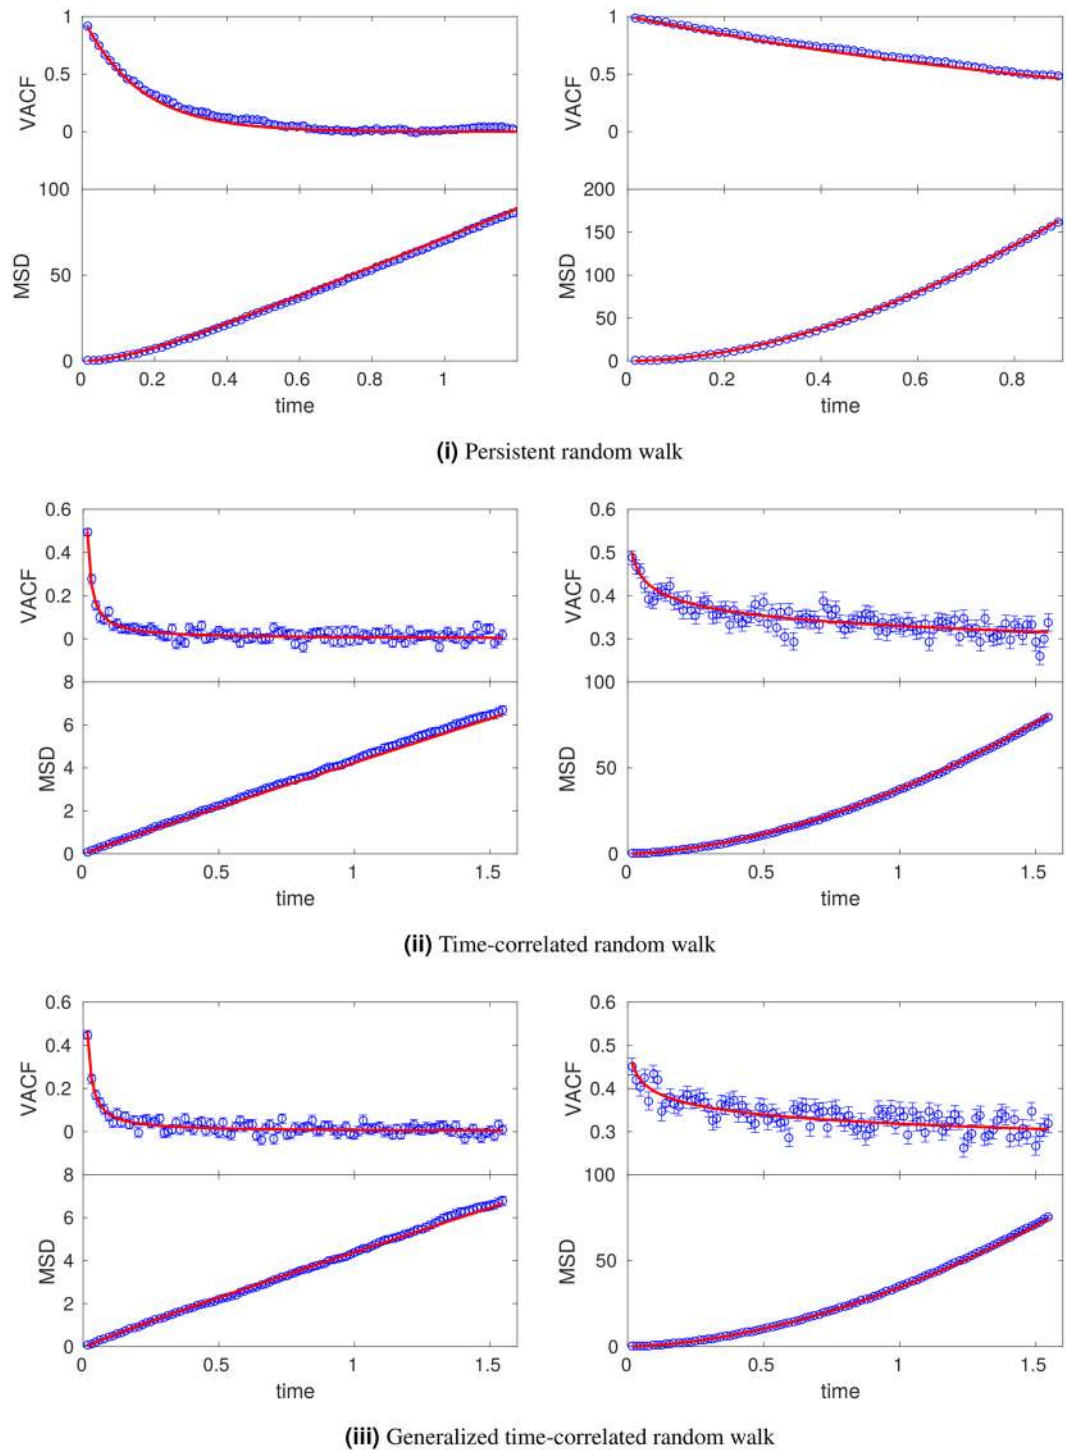 1
0.5
0
VACF
100
50
0
MSD
0 0.2 0.4 0.6 0.8 1
time
1
0.5
0
VACF
200
150
100
50
0
MSD
0 0.2 0.4 0.6 0.8
time
(i) Persistent random walk
0.6
0.4
0.2
0
VACF
8
6
4
2
0
MSD
0 0.5 1 1.5
time
0.6
0.5
0.4
0.3
VACF
100
50
0
MSD
0 0.5 1 1.5
time
(ii) Time-correlated random walk
0.6
0.4
0.2
0
VACF
8
6
4
2
0
MSD
0 0.5 1 1.5
time
0.6
0.5
0.4
0.3
VACF
100
50
0
MSD
0 0.5 1 1.5
time
(iii) Generalized time-correlated random walk